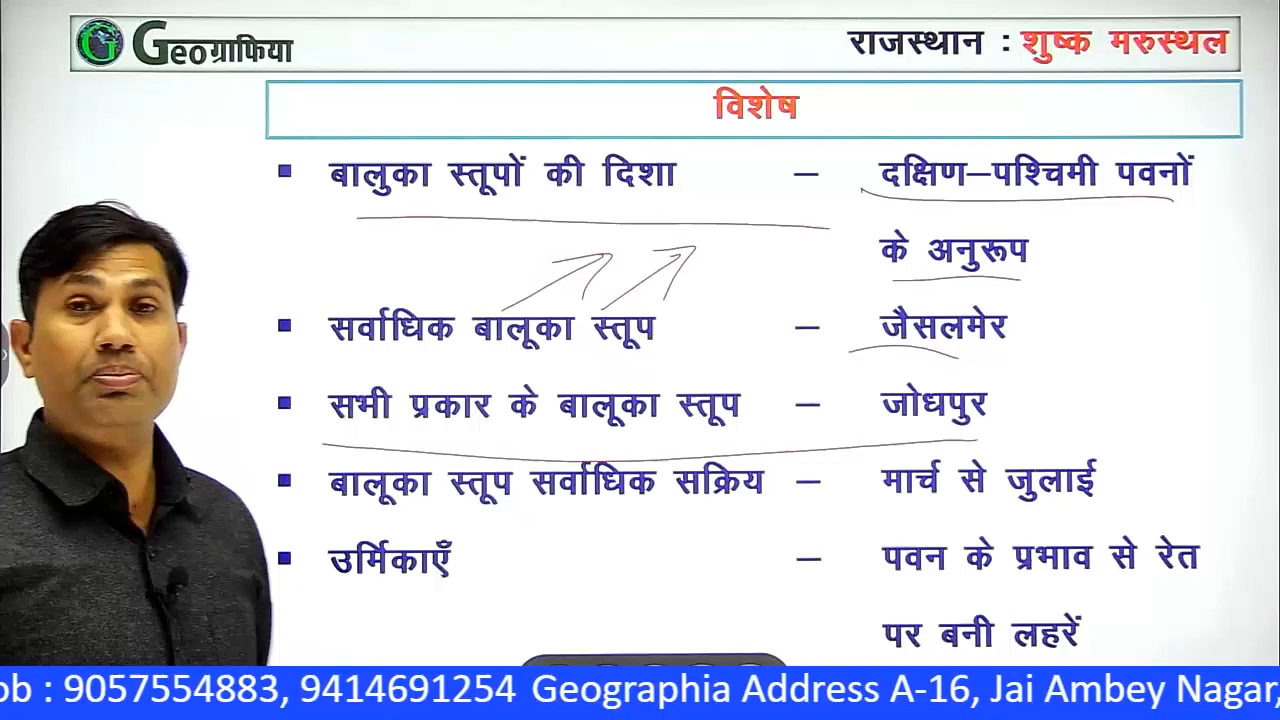 Geoग्राफिया
राजस्थान : शुष्क मरुस्थल
विशेष
▪ बालुका स्तूपों की दिशा – दक्षिण–पश्चिमी पवनों
के अनुरूप
▪ सर्वाधिक बालूका स्तूप – जैसलमेर
▪ सभी प्रकार के बालूका स्तूप – जोधपुर
▪ बालूका स्तूप सर्वाधिक सक्रिय – मार्च से जुलाई
▪ उर्मिकाएँ – पवन के प्रभाव से रेत
पर बनी लहरें
: 9057554883, 9414691254 Geographia Address A-16, Jai Ambey Nagar,